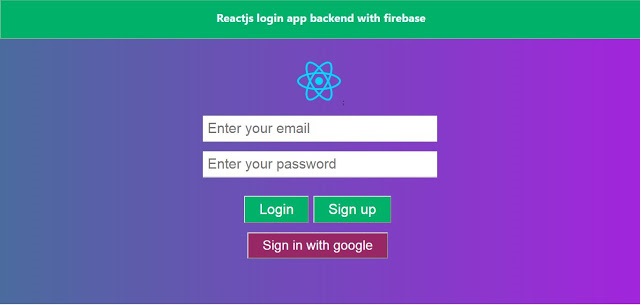 Reactjs login app backend with firebase
Enter your email
Enter your password
Login Sign up
Sign in with google